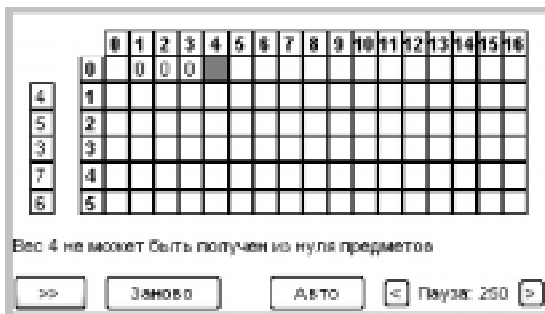 0 1 2 3 4 5 6 7 8 9 10 11 12 13 14 15 16
0 0 0 0
4 1
5 2
3 3
7 4
6 5
Вес 4 не может быть получен из нуля предметов
>> Заново Авто < Пауза: 250 >